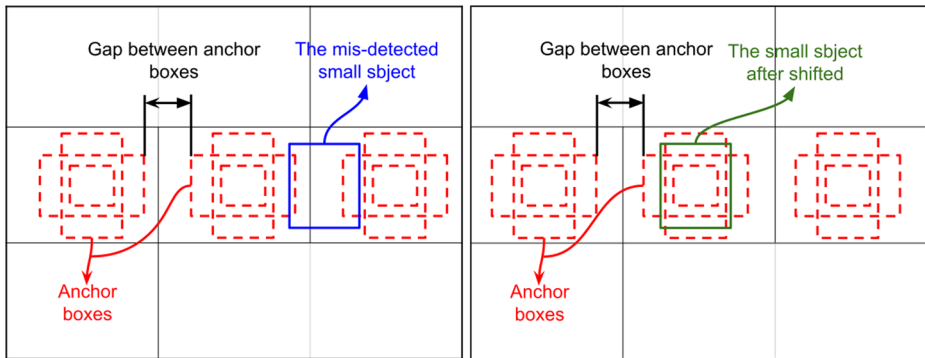 Gap between anchor
boxes
The mis-detected
small sbject
Anchor
boxes
Gap between anchor
boxes
The small sbject
after shifted
Anchor
boxes